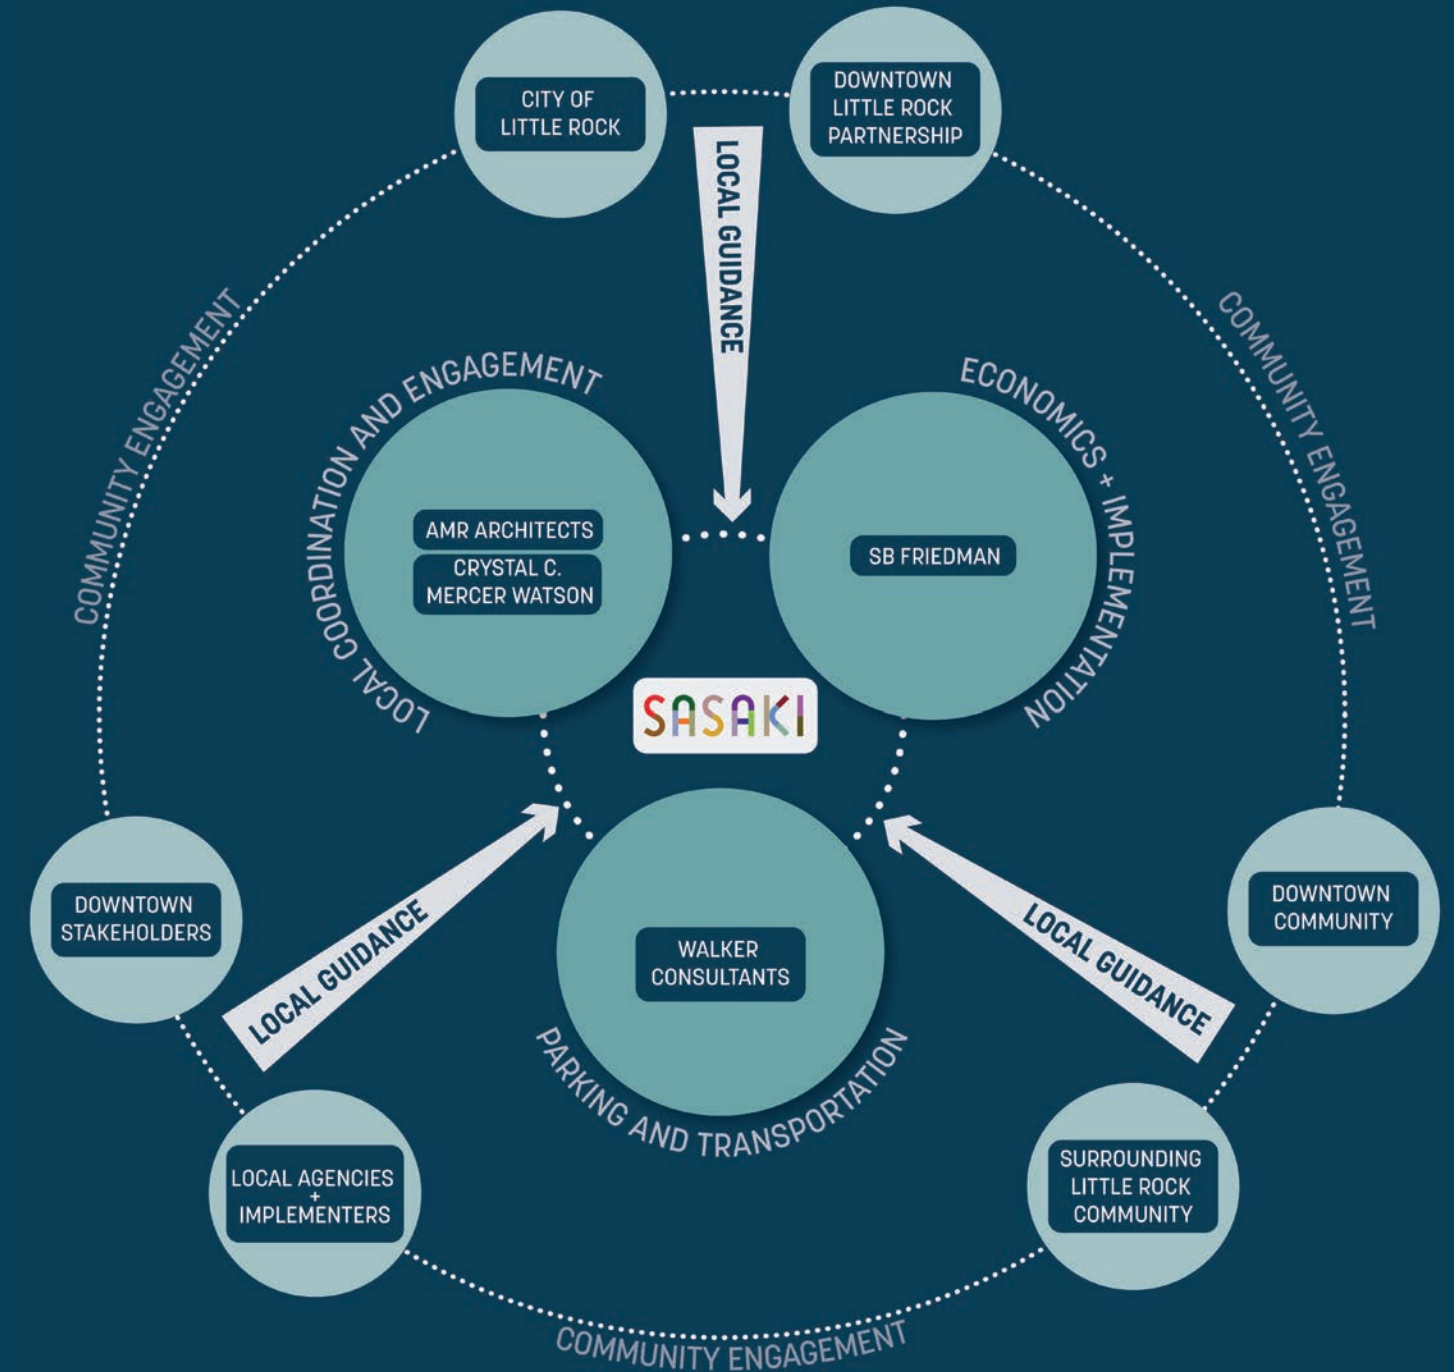 CITY OF
LITTLE ROCK
DOWNTOWN
LITTLE ROCK
PARTNERSHIP
LOCAL GUIDANCE
COMMUNITY ENGAGEMENT
COMMUNITY ENGAGEMENT
LOCAL COORDINATION AND ENGAGEMENT
AMR ARCHITECTS
CRYSTAL C.
MERCER WATSON
ECONOMICS + IMPLEMENTATION
SB FRIEDMAN
SASAKI
DOWNTOWN
STAKEHOLDERS
LOCAL GUIDANCE
WALKER
CONSULTANTS
PARKING AND TRANSPORTATION
LOCAL GUIDANCE
DOWNTOWN
COMMUNITY
LOCAL AGENCIES
+
IMPLEMENTERS
SURROUNDING
LITTLE ROCK
COMMUNITY
COMMUNITY ENGAGEMENT